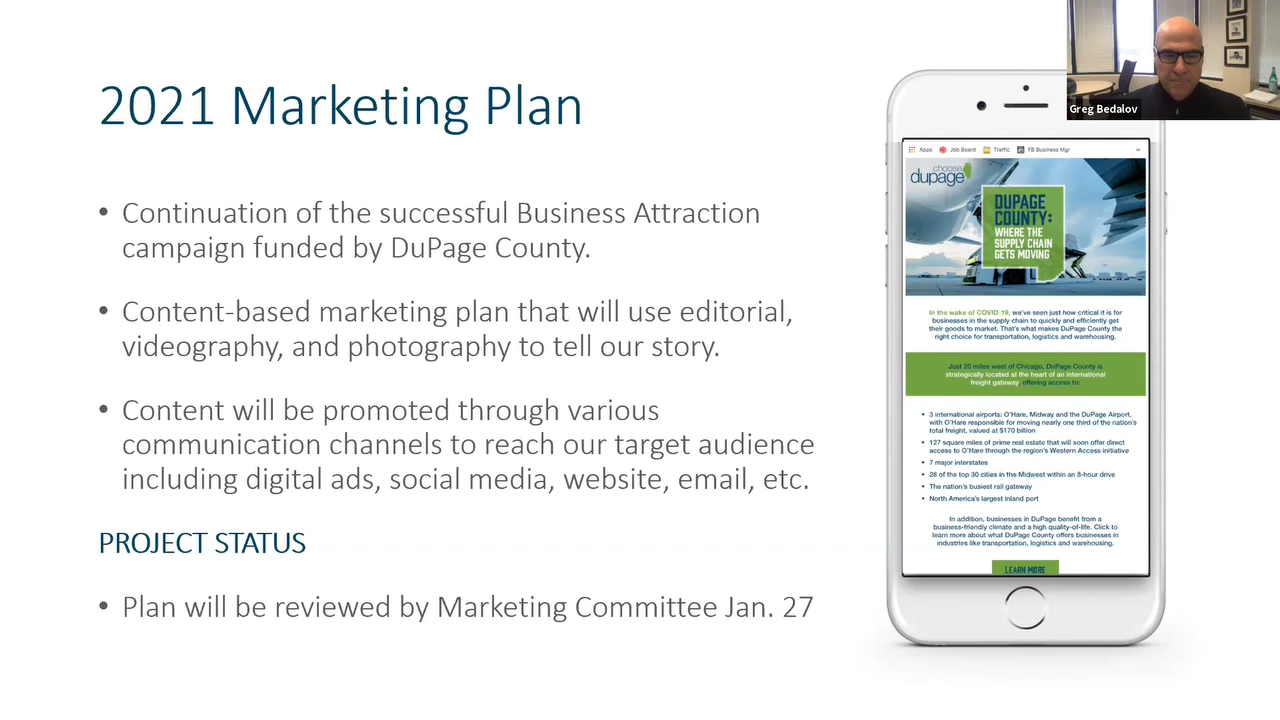 2021 Marketing Plan
• Continuation of the successful Business Attraction
campaign funded by DuPage County.
• Content-based marketing plan that will use editorial,
videography, and photography to tell our story.
• Content will be promoted through various
communication channels to reach our target audience
including digital ads, social media, website, email, etc.
PROJECT STATUS
• Plan will be reviewed by Marketing Committee Jan. 27
Greg Bedalov
Apps Job Board Traffic FB Business Mgr »
choose
dupage
DUPAGE
COUNTY:
WHERE THE
SUPPLY CHAIN
GETS MOVING
In the wake of COVID-19, we've seen just how critical it is for
businesses in the supply chain to quickly and efficiently get
their goods to market. That's what makes DuPage County the
right choice for transportation, logistics and warehousing.
Just 20 miles west of Chicago, DuPage County is
strategically located at the heart of an international
freight gateway offering access to:
• 3 international airports: O'Hare, Midway and the DuPage Airport,
with O'Hare responsible for moving nearly one third of the nation's
total freight, valued at $170 billion
• 127 square miles of prime real estate that will soon offer direct
access to O'Hare through the region's Western Access initiative
• 7 major interstates
• 28 of the top 30 cities in the Midwest within an 8-hour drive
• The nation's busiest rail gateway
• North America's largest inland port
In addition, businesses in DuPage benefit from a
business-friendly climate and a high quality-of-life. Click to
learn more about what DuPage County offers businesses in
industries like transportation, logistics and warehousing.
LEARN MORE